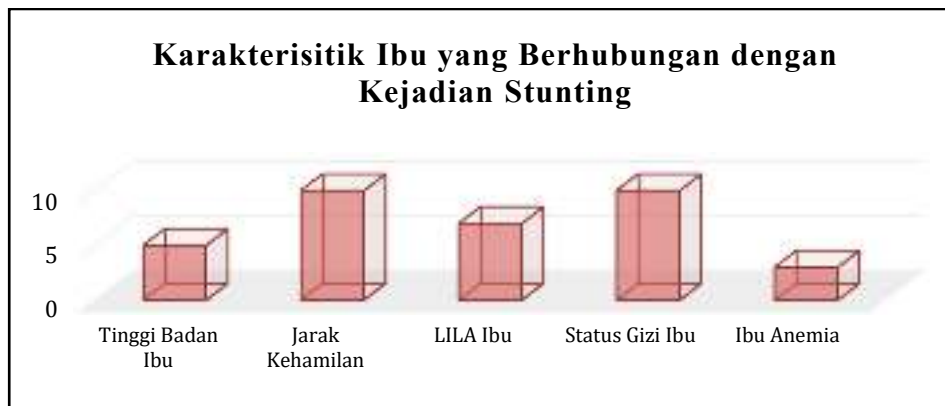 Karakterisitik Ibu yang Berhubungan dengan
Kejadian Stunting
10
5
0
Tinggi Badan
Ibu
Jarak
Kehamilan
LILA Ibu
Status Gizi Ibu
Ibu Anemia